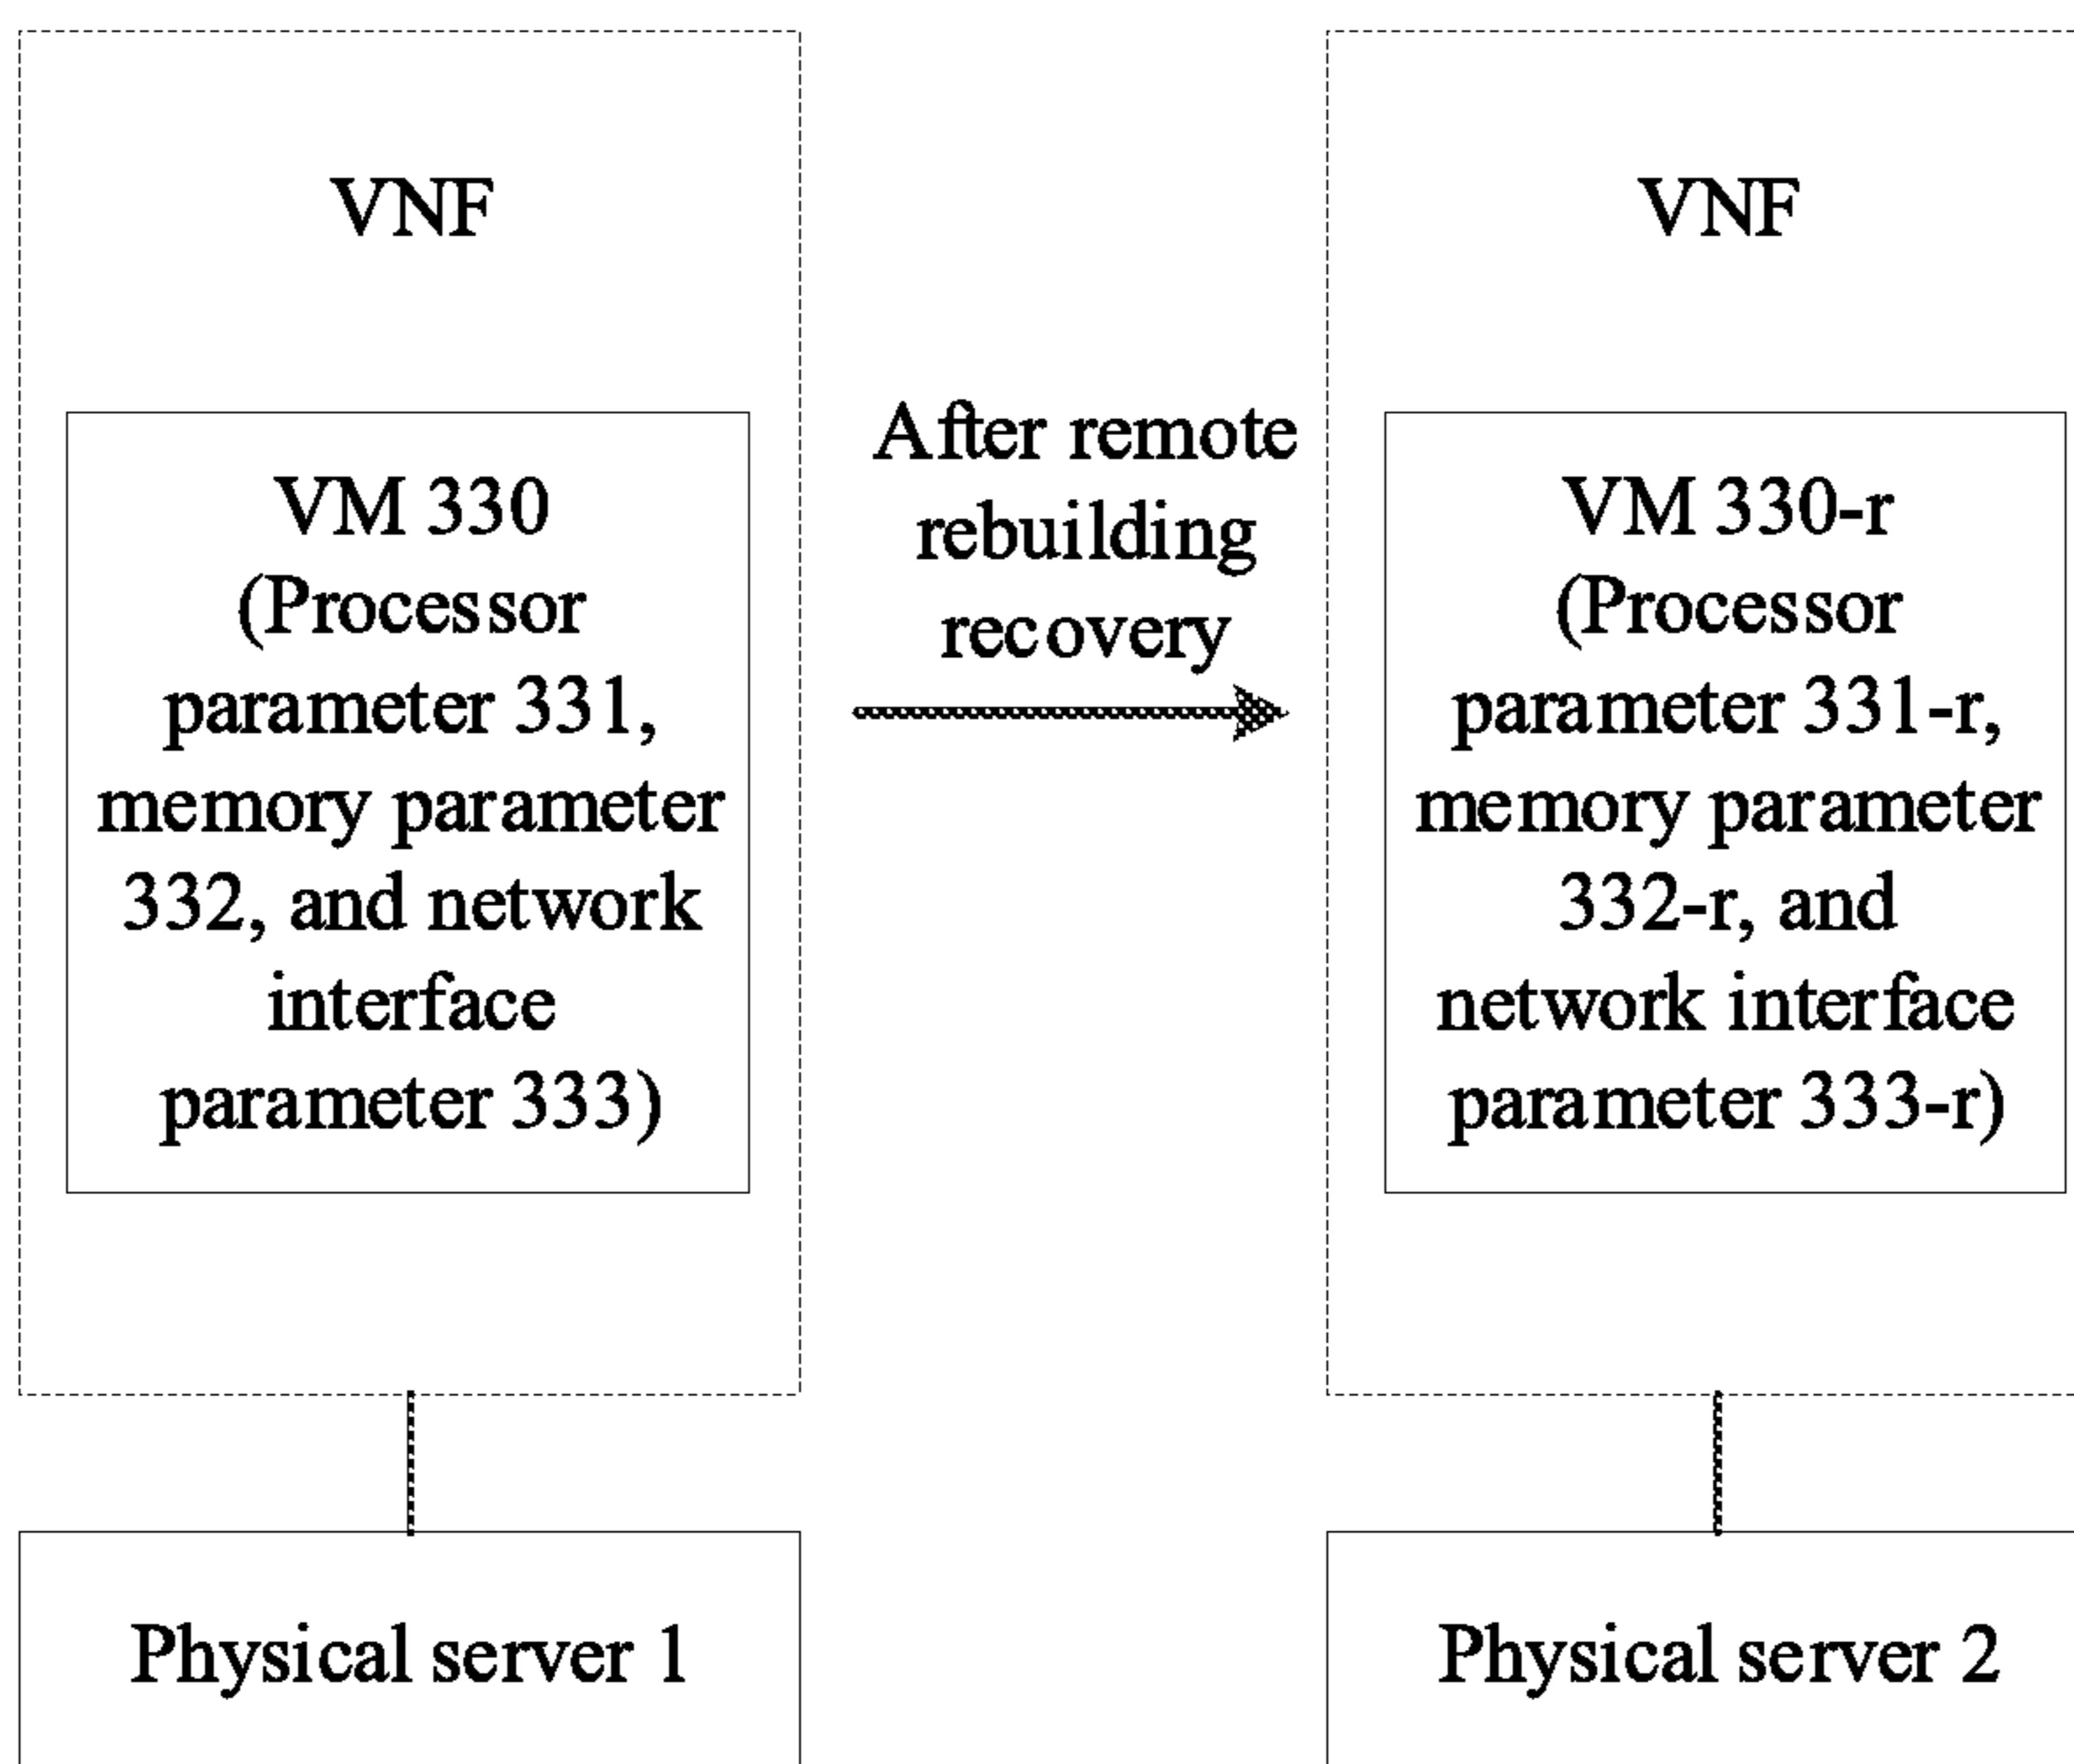 VNF
VM 330
(Processor
parameter 331,
memory parameter
332, and network
interface
parameter 333)
Physical server 1
After remote
rebuilding
recovery
VNF
VM 330-r
(Processor
parameter 331-r,
memory parameter
332-r, and
network interface
parameter 333-r)
Physical server 2